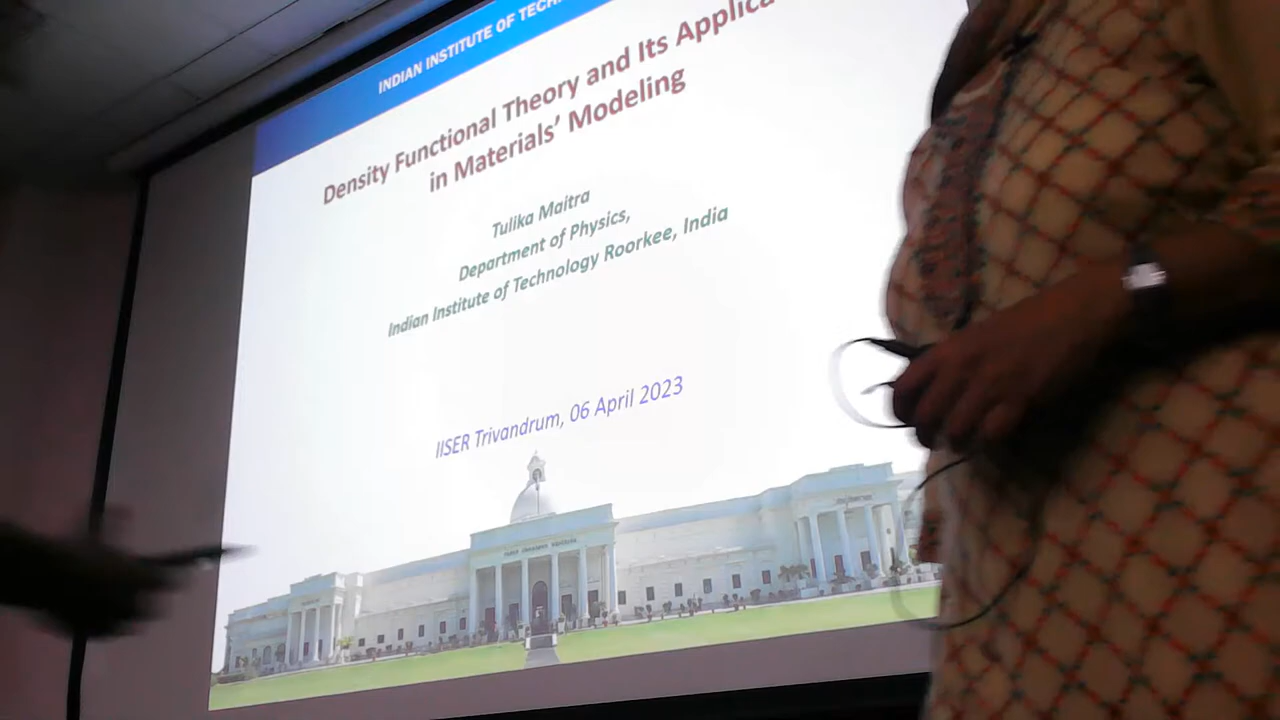 INDIAN INSTITUTE OF TECH
Density Functional Theory and Its Applica
in Materials' Modeling
Tulika Maitra
Department of Physics,
Indian Institute of Technology Roorkee, India
IISER Trivandrum, 06 April 2023